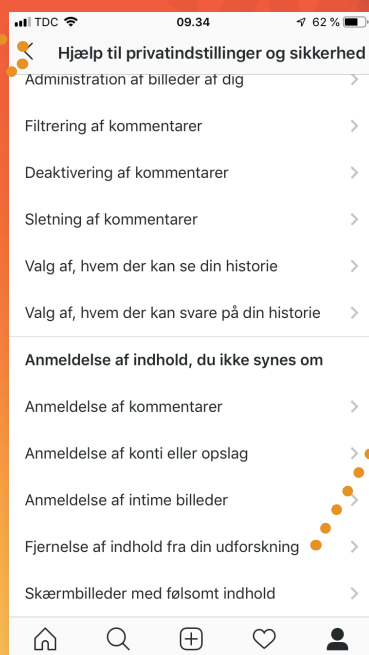 TDC 09.34 62 %
Hjælp til privatindstillinger og sikkerhed
Administration af billeder af dig
Filtrering af kommentarer
Deaktivering af kommentarer
Sletning af kommentarer
Valg af, hvem der kan se din historie
Valg af, hvem der kan svare på din historie
Anmeldelse af indhold, du ikke synes om
Anmeldelse af kommentarer
Anmeldelse af konti eller opslag
Anmeldelse af intime billeder
Fjernelse af indhold fra din udforskning
Skærmbilleder med følsomt indhold